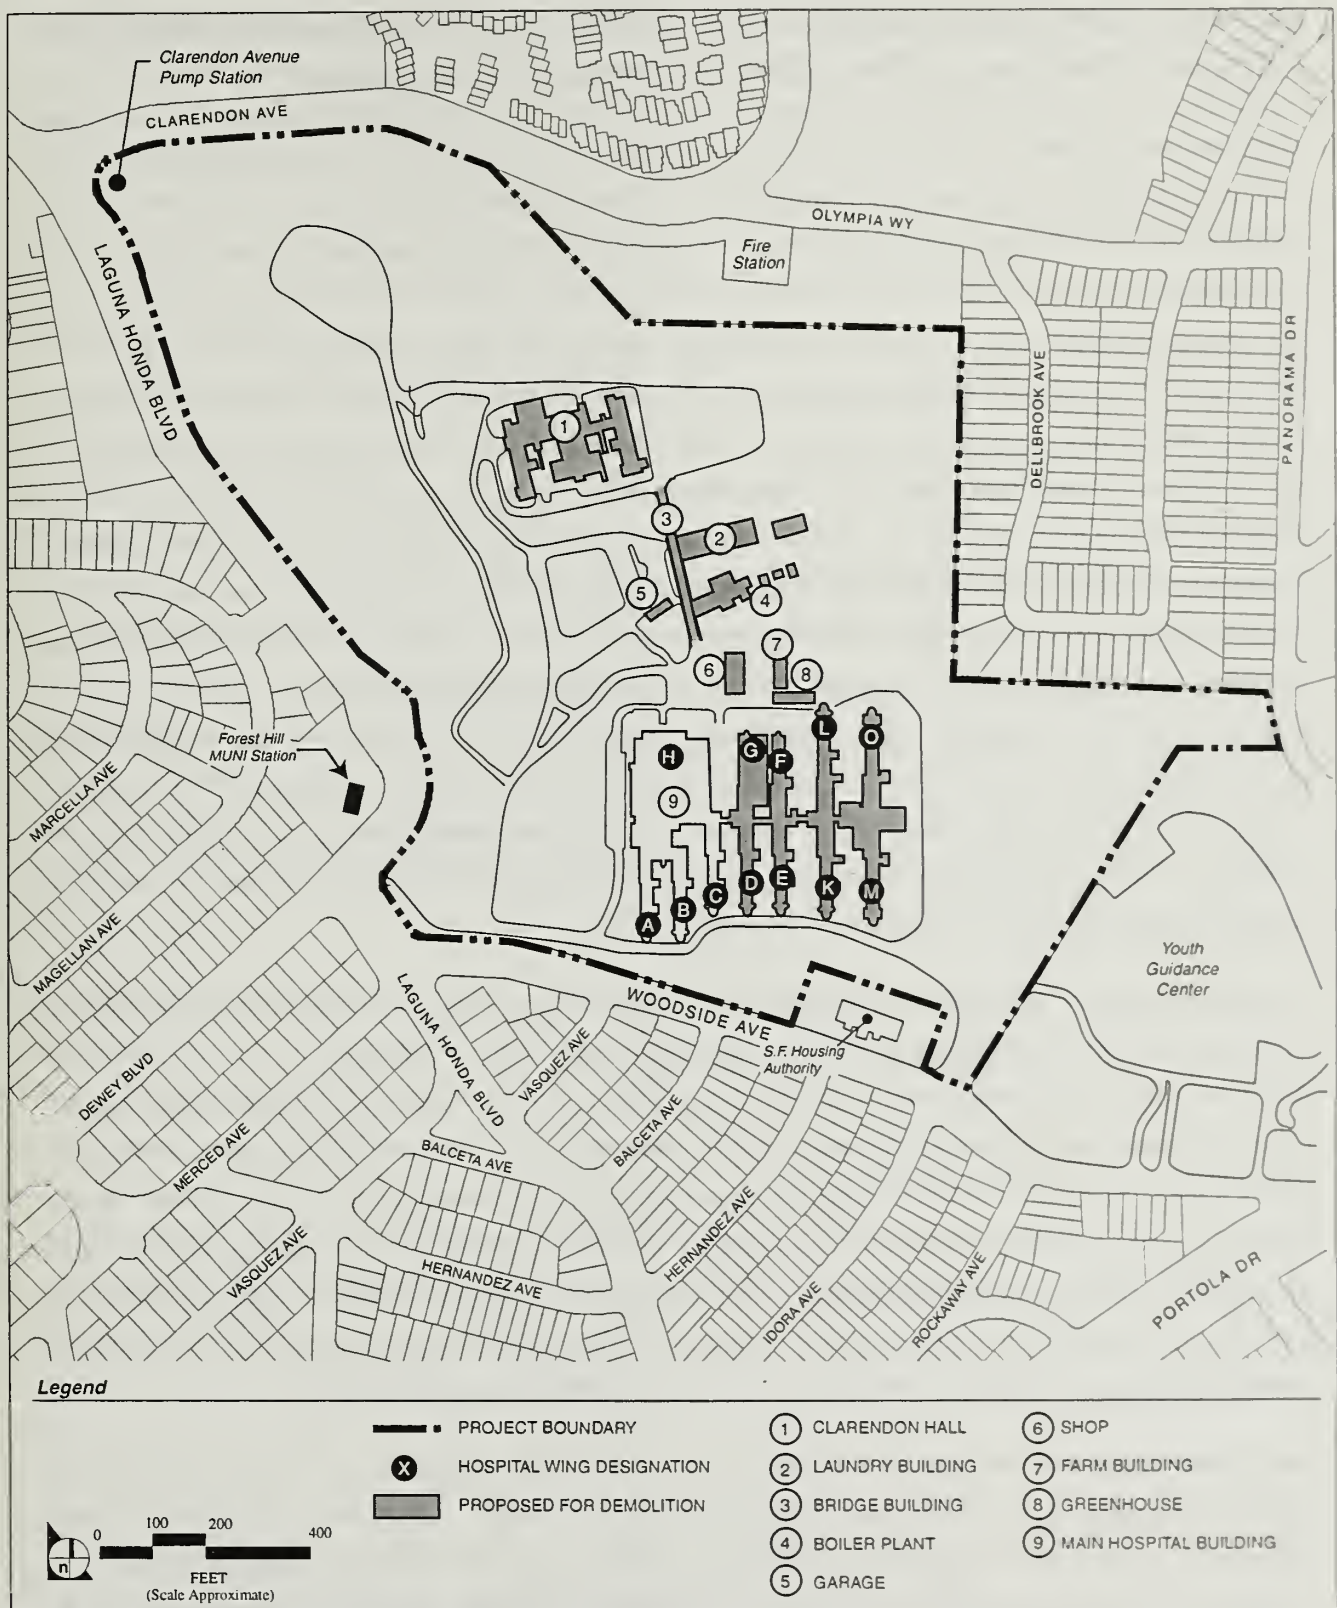 Clarendon Avenue
Pump Station
CLARENDON AVE
OLYMPIA WY
Fire
Station
LAGUNA HONDA BLVD
DELLBROOK AVE
PANORAMA DR
1
3
2
5
4
7
6
8
Forest Hill
MUNI Station
H
G
F
L
O
9
MARCELLA AVE
A
B
C
D
E
K
M
MAGELLAN AVE
Youth
Guidance
Center
LAGUNA HONDA BLVD
WOODSIDE AVE
VASQUEZ AVE
S.F. Housing
Authority
DEWEY BLVD
MERCED AVE
BALCETA AVE
BALCETA AVE
HERNANDEZ AVE
VASQUEZ AVE
HERNANDEZ AVE
IDORA AVE
ROCKAWAY AVE
PORTOLA DR
Legend
PROJECT BOUNDARY
X HOSPITAL WING DESIGNATION
PROPOSED FOR DEMOLITION
1 CLARENDON HALL
2 LAUNDRY BUILDING
3 BRIDGE BUILDING
4 BOILER PLANT
5 GARAGE
6 SHOP
7 FARM BUILDING
8 GREENHOUSE
9 MAIN HOSPITAL BUILDING
n
0 100 200 400
FEET
(Scale Approximate)